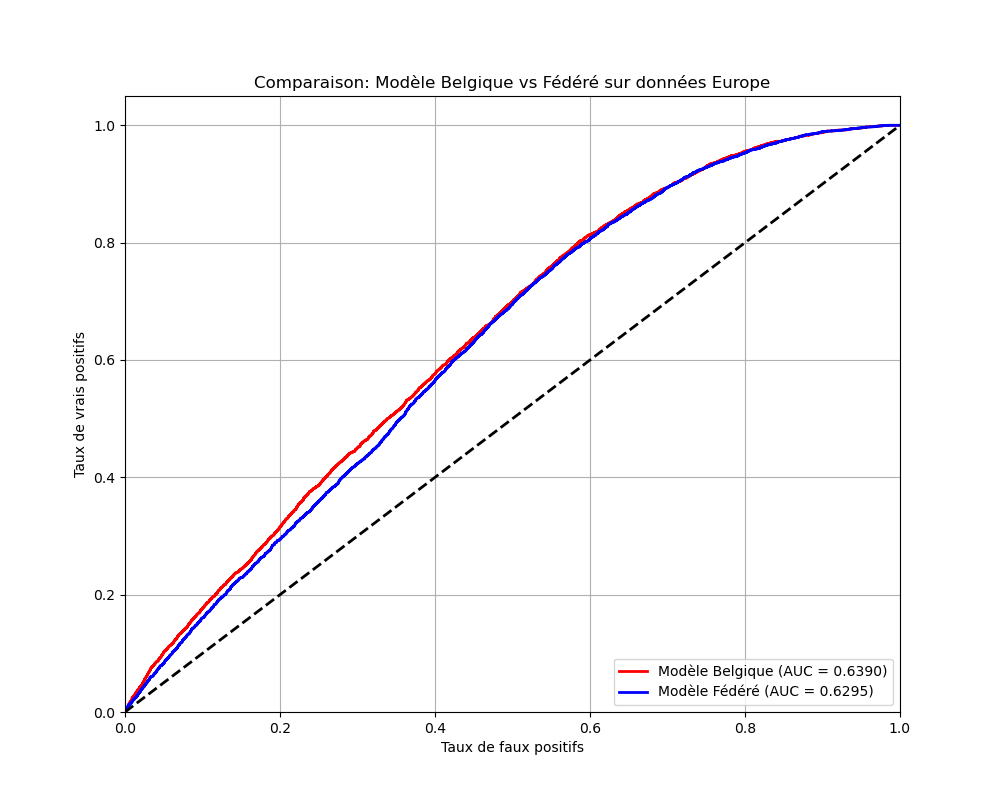 Comparaison: Modèle Belgique vs Fédéré sur données Europe
Taux de vrais positifs
1.0
0.8
0.6
0.4
0.2
0.0
0.0 0.2 0.4 0.6 0.8 1.0
Taux de faux positifs
Modèle Belgique (AUC = 0.6390)
Modèle Fédéré (AUC = 0.6295)